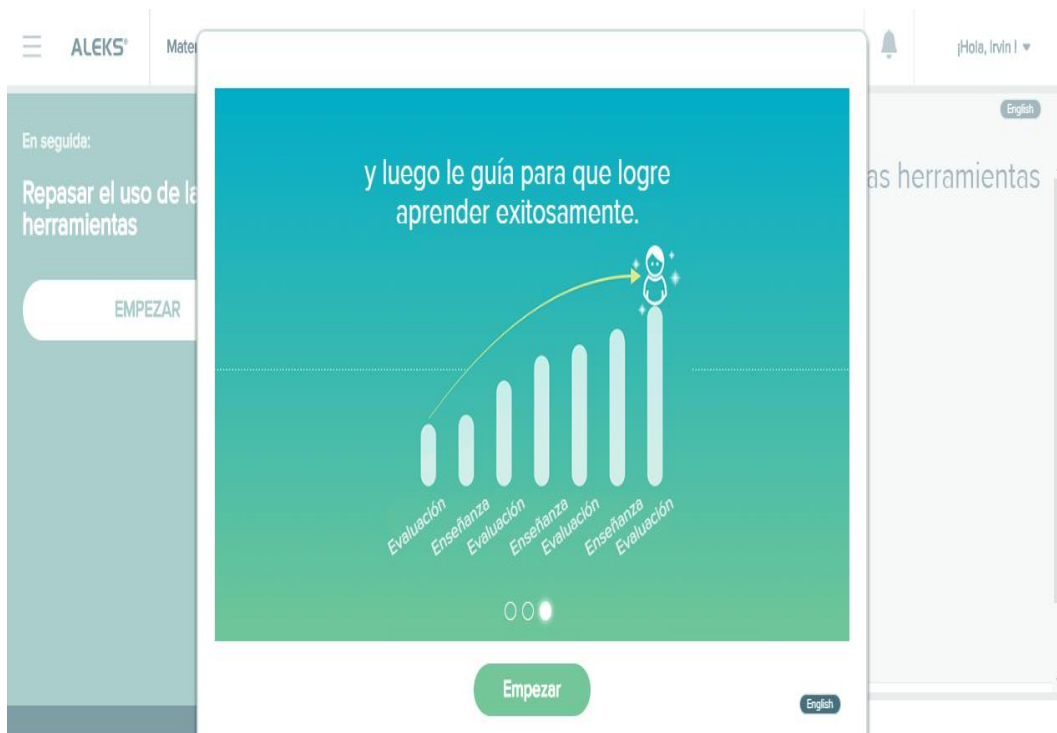 ALEKS®
Mater
¡Hola, Irvin I
English
En seguida:
Repasar el uso de la
herramientas
EMPEZAR
as herramientas
y luego le guía para que logre
aprender exitosamente.
Evaluación
Enseñanza
Evaluación
Enseñanza
Evaluación
Enseñanza
Evaluación
Empezar
English